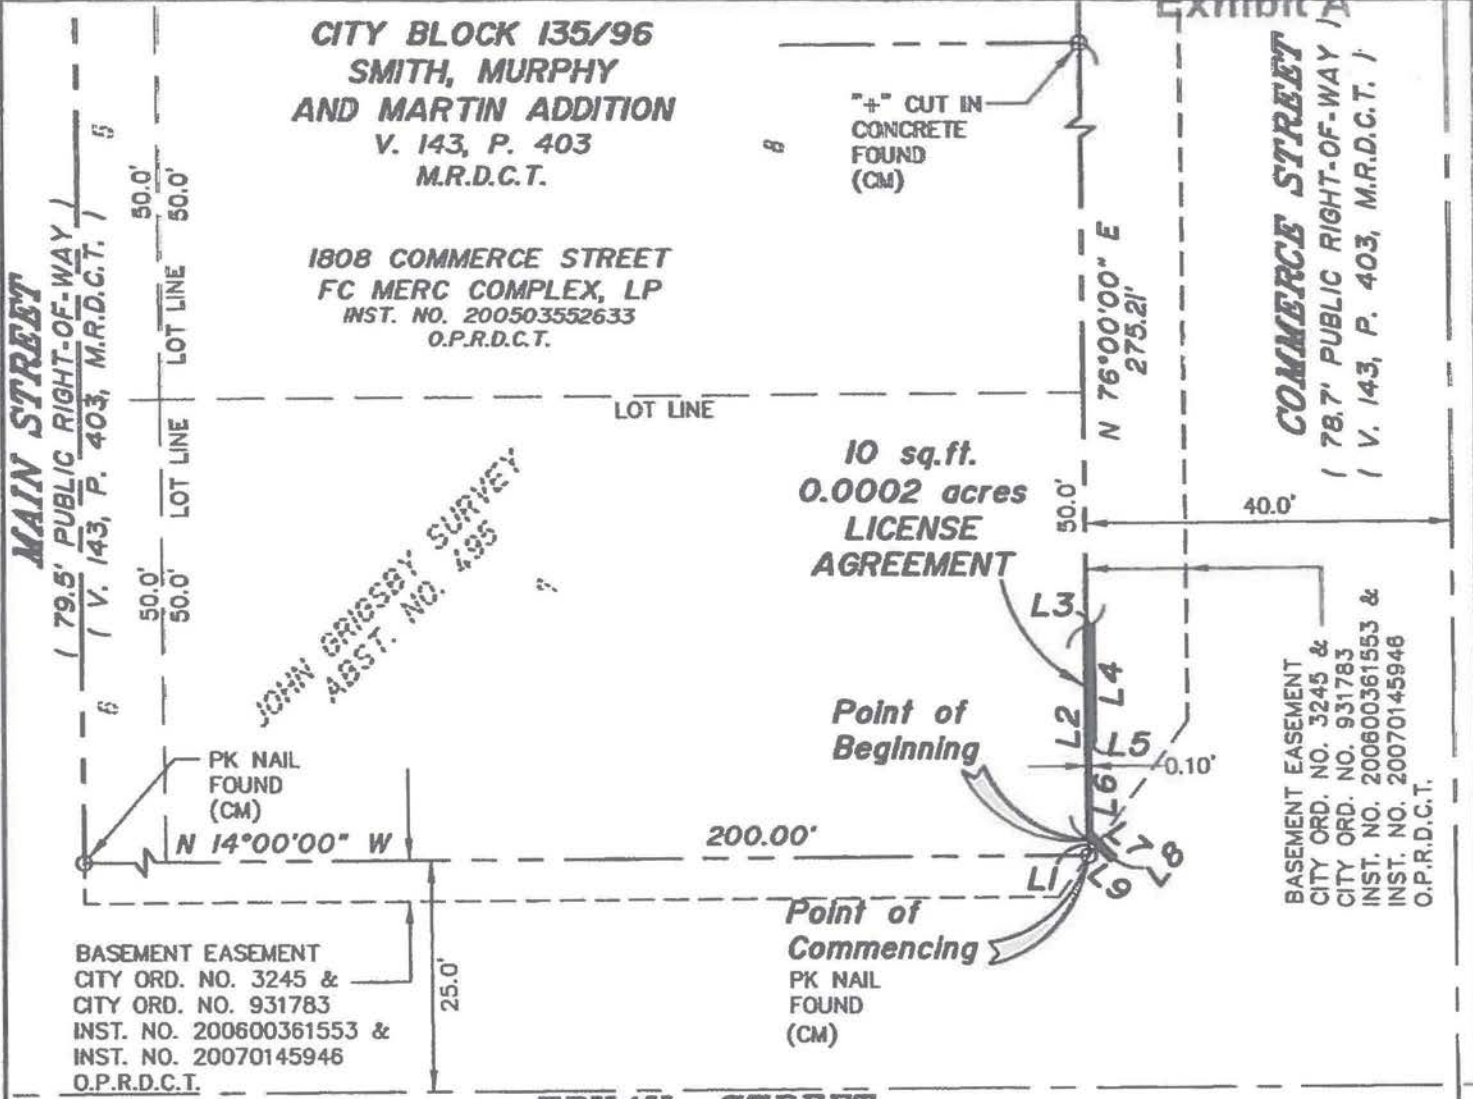 Exhibit A
CITY BLOCK 135/96
SMITH, MURPHY
AND MARTIN ADDITION
V. 143, P. 403
M.R.D.C.T.
1808 COMMERCE STREET
FC MERC COMPLEX, LP
INST. NO. 200503552633
O.P.R.D.C.T.
"+" CUT IN
CONCRETE
FOUND
(CM)
8
5
50.0'
50.0'
LOT LINE
LOT LINE
50.0'
50.0'
6
MAIN STREET
( 79.5' PUBLIC RIGHT-OF-WAY )
( V. 143, P. 403, M.R.D.C.T. )
LOT LINE
N 76°00'00" E
275.21'
COMMERCE STREET
( 78.7' PUBLIC RIGHT-OF-WAY )
( V. 143, P. 403, M.R.D.C.T. )
JOHN GRIGSBY SURVEY
ABST. NO. 495
10 sq.ft.
0.0002 acres
LICENSE
AGREEMENT
50.0'
40.0'
L3
L4
L2
L5
0.10'
L6
L7
L8
L9
L1
Point of
Beginning
BASEMENT EASEMENT
CITY ORD. NO. 3245 &
CITY ORD. NO. 931783
INST. NO. 200600361553 &
INST. NO. 20070145946
O.P.R.D.C.T.
PK NAIL
FOUND
(CM)
N 14°00'00" W
200.00'
Point of
Commencing
PK NAIL
FOUND
(CM)
25.0'
BASEMENT EASEMENT
CITY ORD. NO. 3245 &
CITY ORD. NO. 931783
INST. NO. 200600361553 &
INST. NO. 20070145946
O.P.R.D.C.T.
STREET